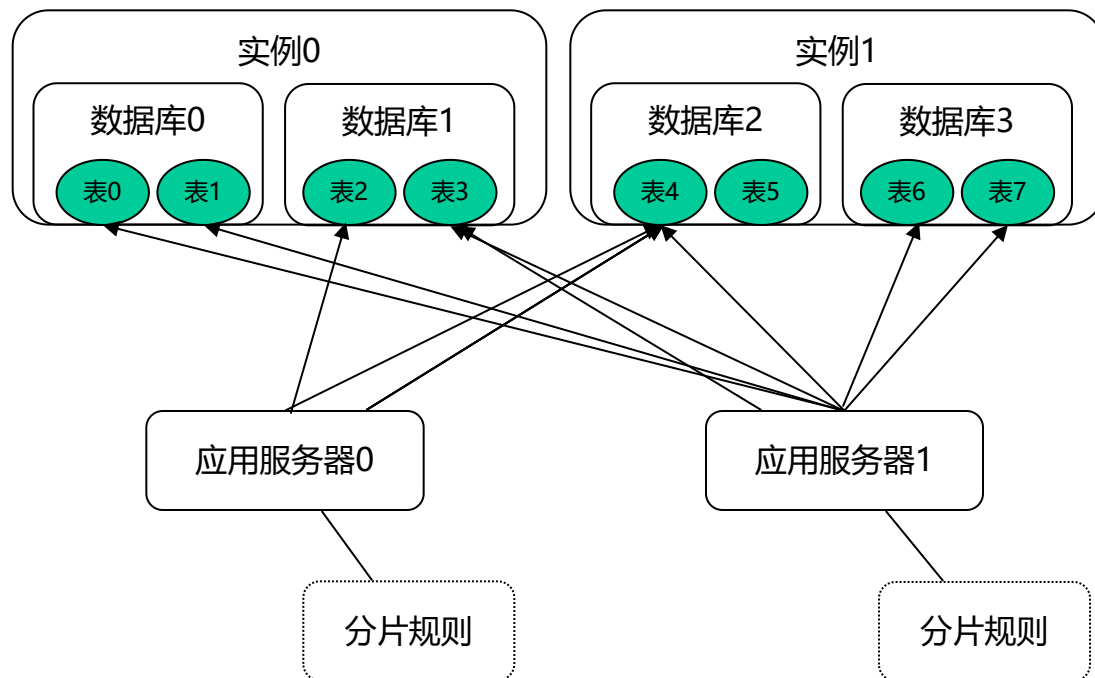 实例0
实例1
数据库0
数据库1
数据库2
数据库3
表0
表1
表2
表3
表4
表5
表6
表7
应用服务器0
应用服务器1
分片规则
分片规则